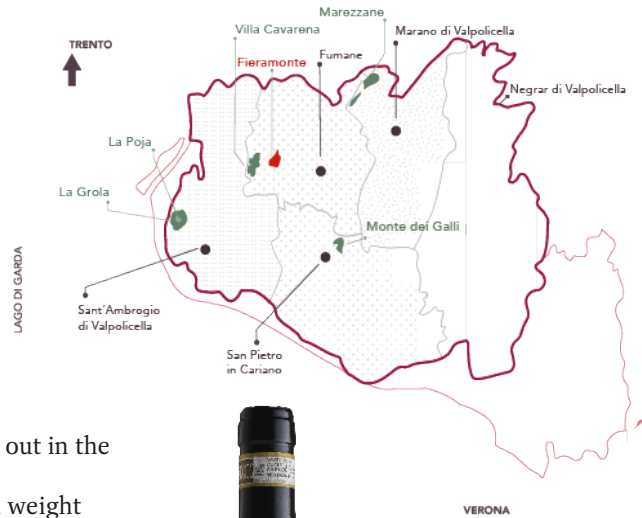 Marezzane
TRENTO
Villa Cavarena
Marano di Valpolicella
Fieramonte
Fumane
Negrar di Valpolicella
La Poja
La Grola
Monte dei Galli
LAGO DI GARDA
Sant'Ambrogio
di Valpolicella
San Pietro
in Cariano
out in the
weight
VERONA